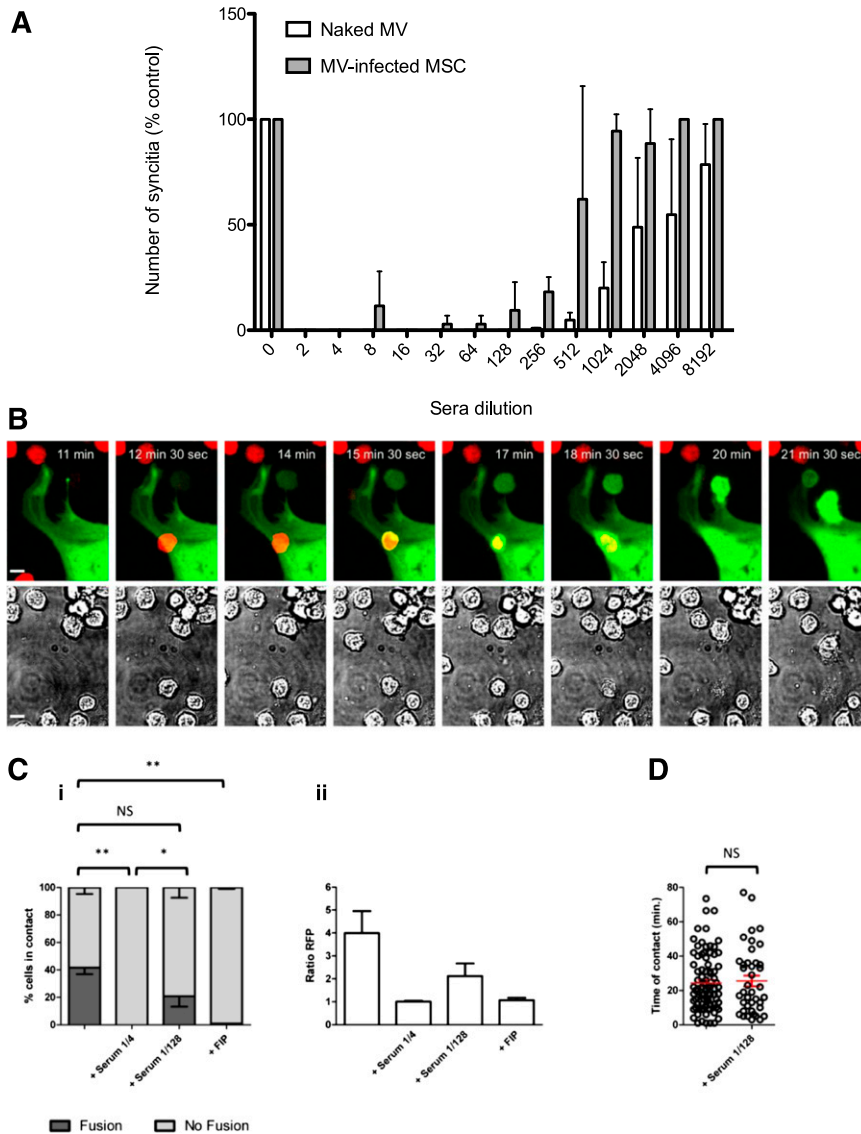 A
150
100
50
0
Number of syncitia (% control)
Naked MV
MV-infected MSC
0 2 4 8 16 32 64 128 256 512 1024 2048 4096 8192
Sera dilution
B
11 min 12 min 30 sec 14 min 15 min 30 sec 17 min 18 min 30 sec 20 min 21 min 30 sec
C
i
**
NS
** *
100
80
60
40
20
0
% cells in contact
+ Serum 1/4 + Serum 1/128 + FIP
Fusion No Fusion
ii
6
5
4
3
2
1
0
Ratio RFP
+ Serum 1/4 + Serum 1/128 + FIP
D
NS
80
60
40
20
0
Time of contact (min.)
+ Serum 1/128